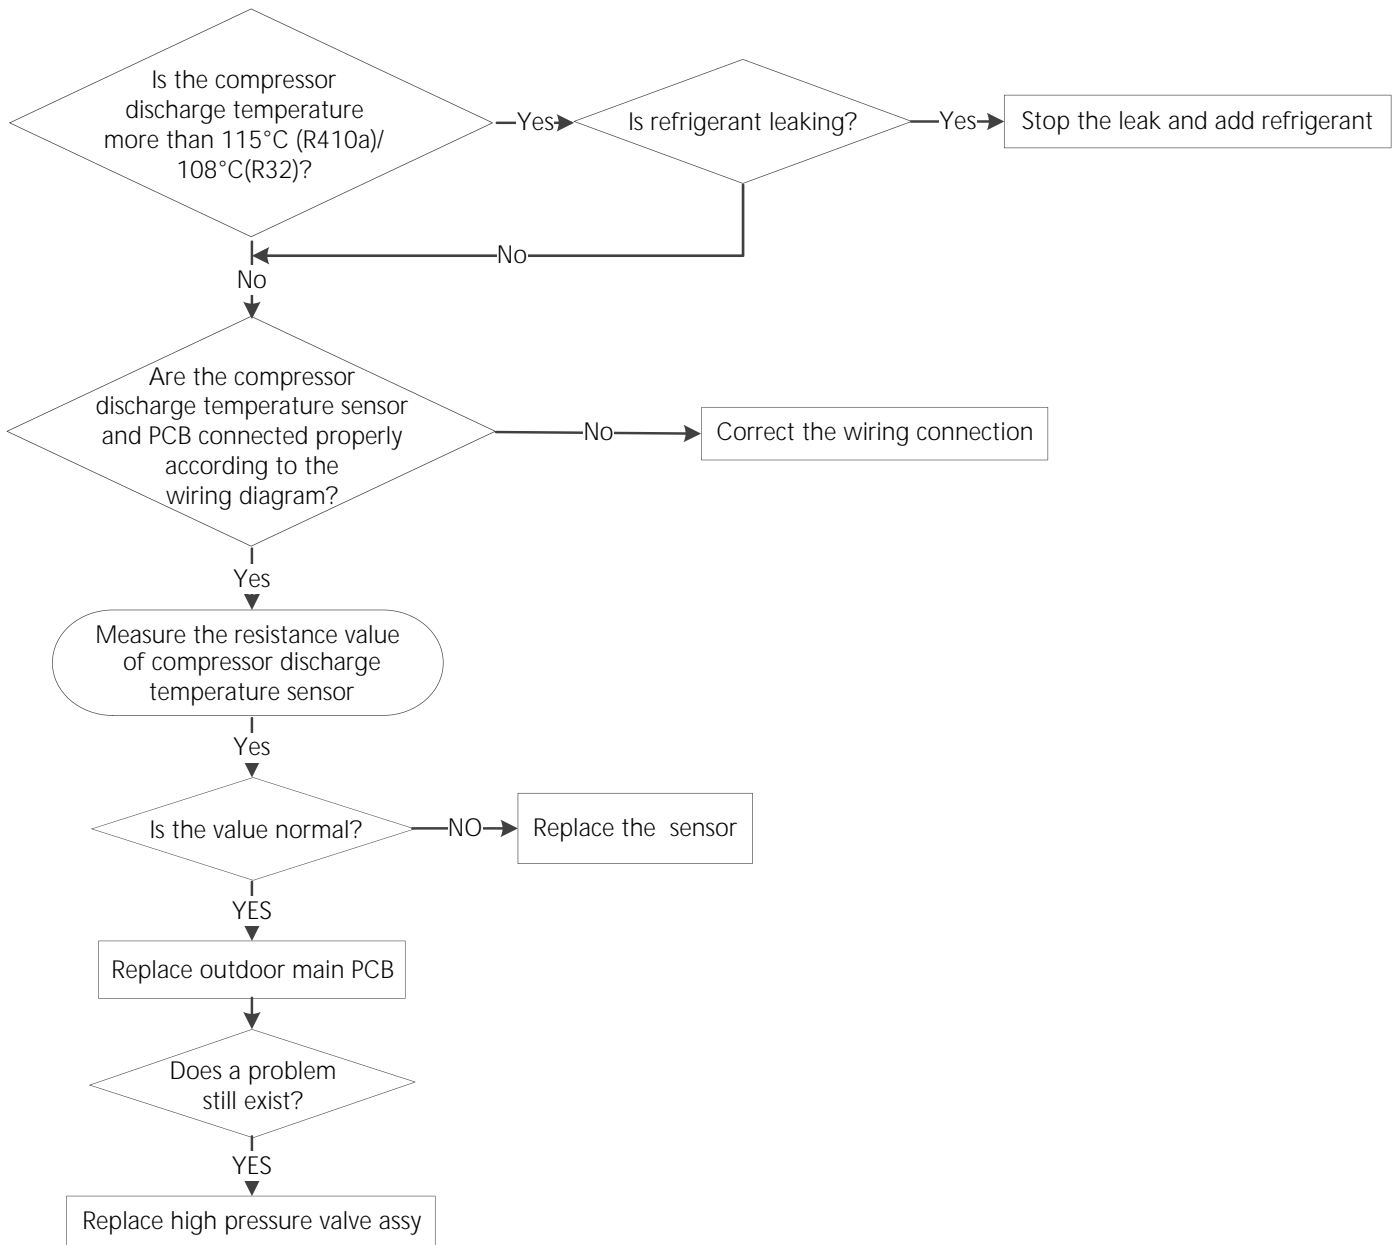 Is the compressor
discharge temperature
more than 115°C (R410a)/
108°C(R32)?
Yes
Is refrigerant leaking?
Yes
Stop the leak and add refrigerant
No
No
Are the compressor
discharge temperature sensor
and PCB connected properly
according to the
wiring diagram?
No
Correct the wiring connection
Yes
Measure the resistance value
of compressor discharge
temperature sensor
Yes
Is the value normal?
NO
Replace the  sensor
YES
Replace outdoor main PCB
Does a problem
still exist?
YES
Replace high pressure valve assy